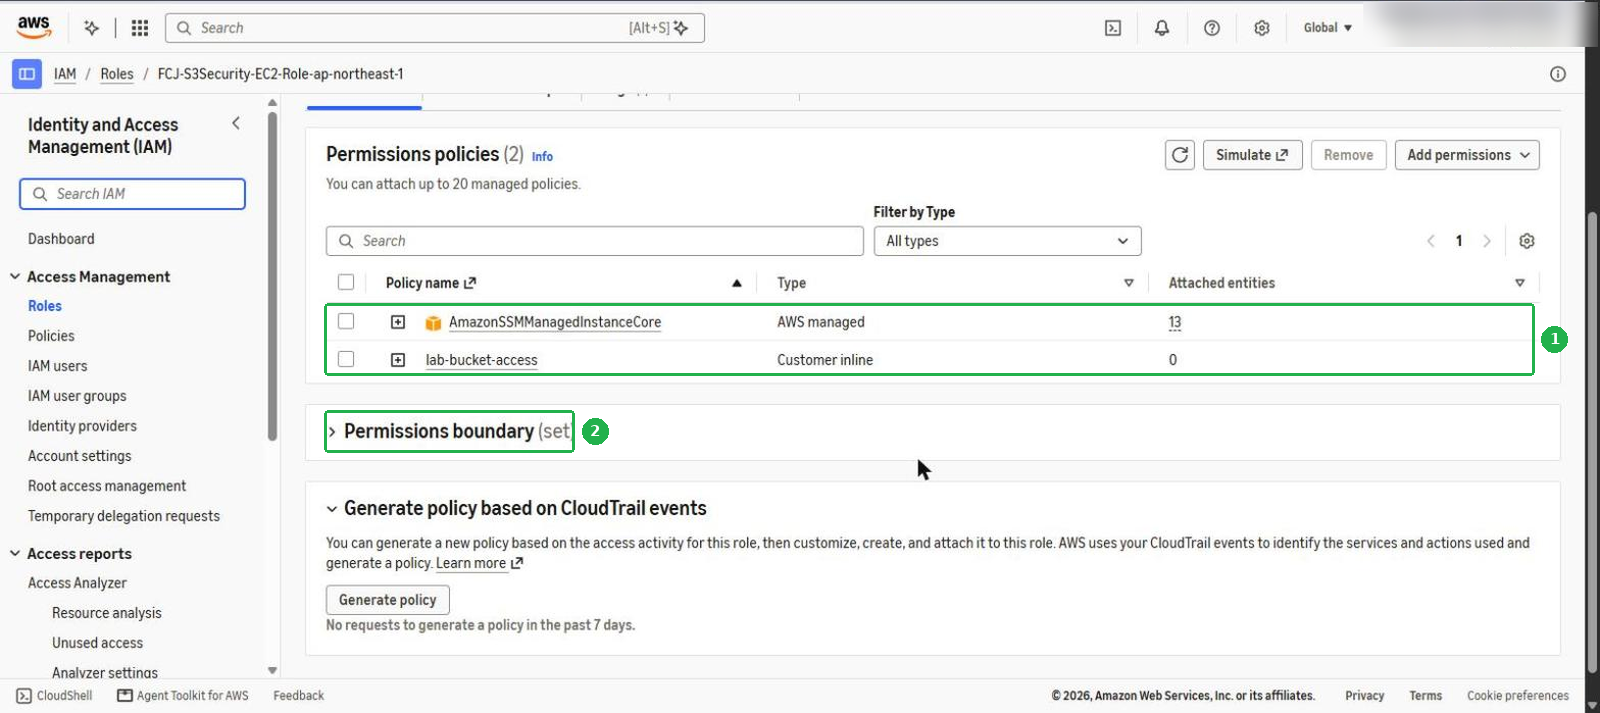 aws
Search
[Alt+S]
Global
IAM / Roles / FCJ-S3Security-EC2-Role-ap-northeast-1
Identity and Access Management (IAM)
Search IAM
Dashboard
Access Management
Roles
Policies
IAM users
IAM user groups
Identity providers
Account settings
Root access management
Temporary delegation requests
Access reports
Access Analyzer
Resource analysis
Unused access
Analyzer settings
Permissions policies (2) Info
Simulate
Remove
Add permissions
You can attach up to 20 managed policies.
Filter by Type
Search
All types
1
Policy name
Type
Attached entities
AmazonSSMManagedInstanceCore
AWS managed
13
lab-bucket-access
Customer inline
0
1
Permissions boundary (set
2
Generate policy based on CloudTrail events
You can generate a new policy based on the access activity for this role, then customize, create, and attach it to this role. AWS uses your CloudTrail events to identify the services and actions used and
generate a policy. Learn more
Generate policy
No requests to generate a policy in the past 7 days.
CloudShell
Agent Toolkit for AWS
Feedback
© 2026, Amazon Web Services, Inc. or its affiliates.
Privacy
Terms
Cookie preferences